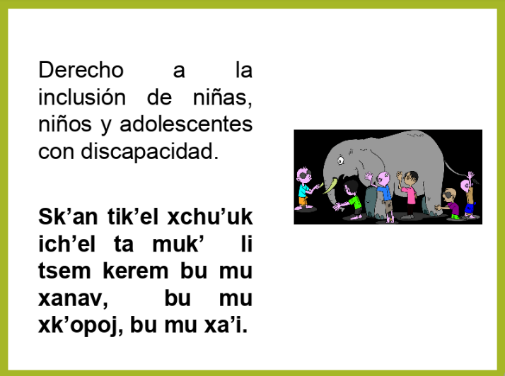 Derecho a la
inclusión de niñas,
niños y adolescentes
con discapacidad.
Sk’an tik’el xchu’uk
ich’el ta muk’ li
tsem kerem bu mu
xanav, bu mu
xk’opoj, bu mu xa’i.